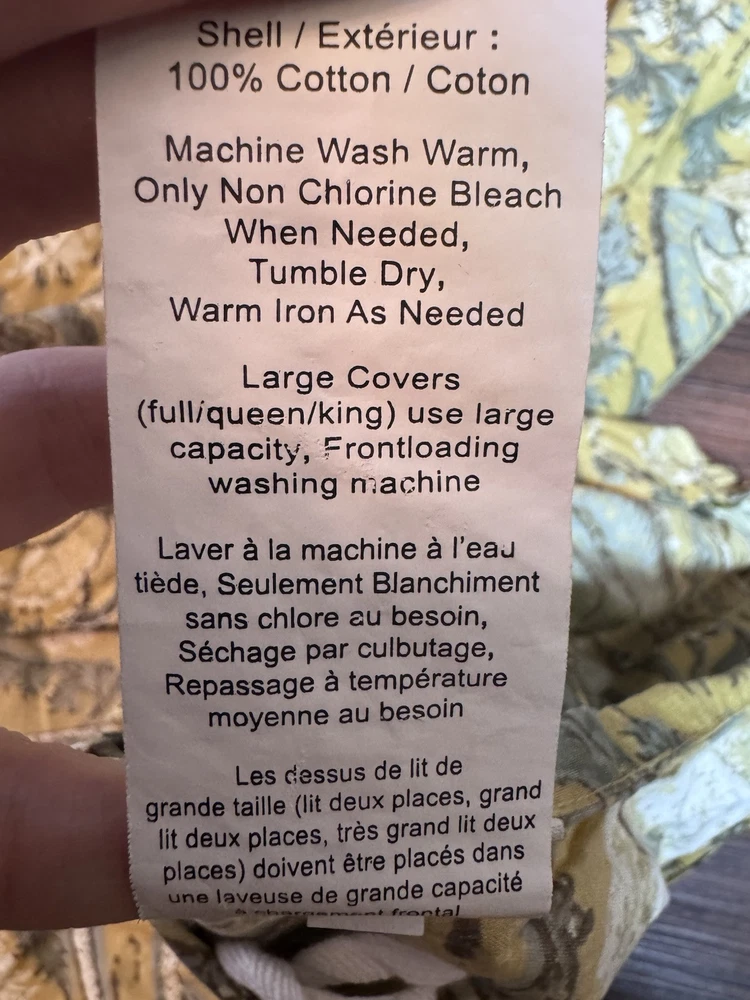 Shell / Extérieur :
100% Cotton / Coton
Machine Wash Warm,
Only Non Chlorine Bleach
When Needed,
Tumble Dry,
Warm Iron As Needed
Large Covers
(full/queen/king) use large
capacity, Frontloading
washing machine
Laver à la machine à l'eau
tiède, Seulement Blanchiment
sans chlore au besoin,
Séchage par culbutage,
Repassage à température
moyenne au besoin
Les dessus de lit de
grande taille (lit deux places, grand
lit deux places, très grand lit deux
places) doivent être placés dans
une laveuse de grande capacité
à chargement frontal